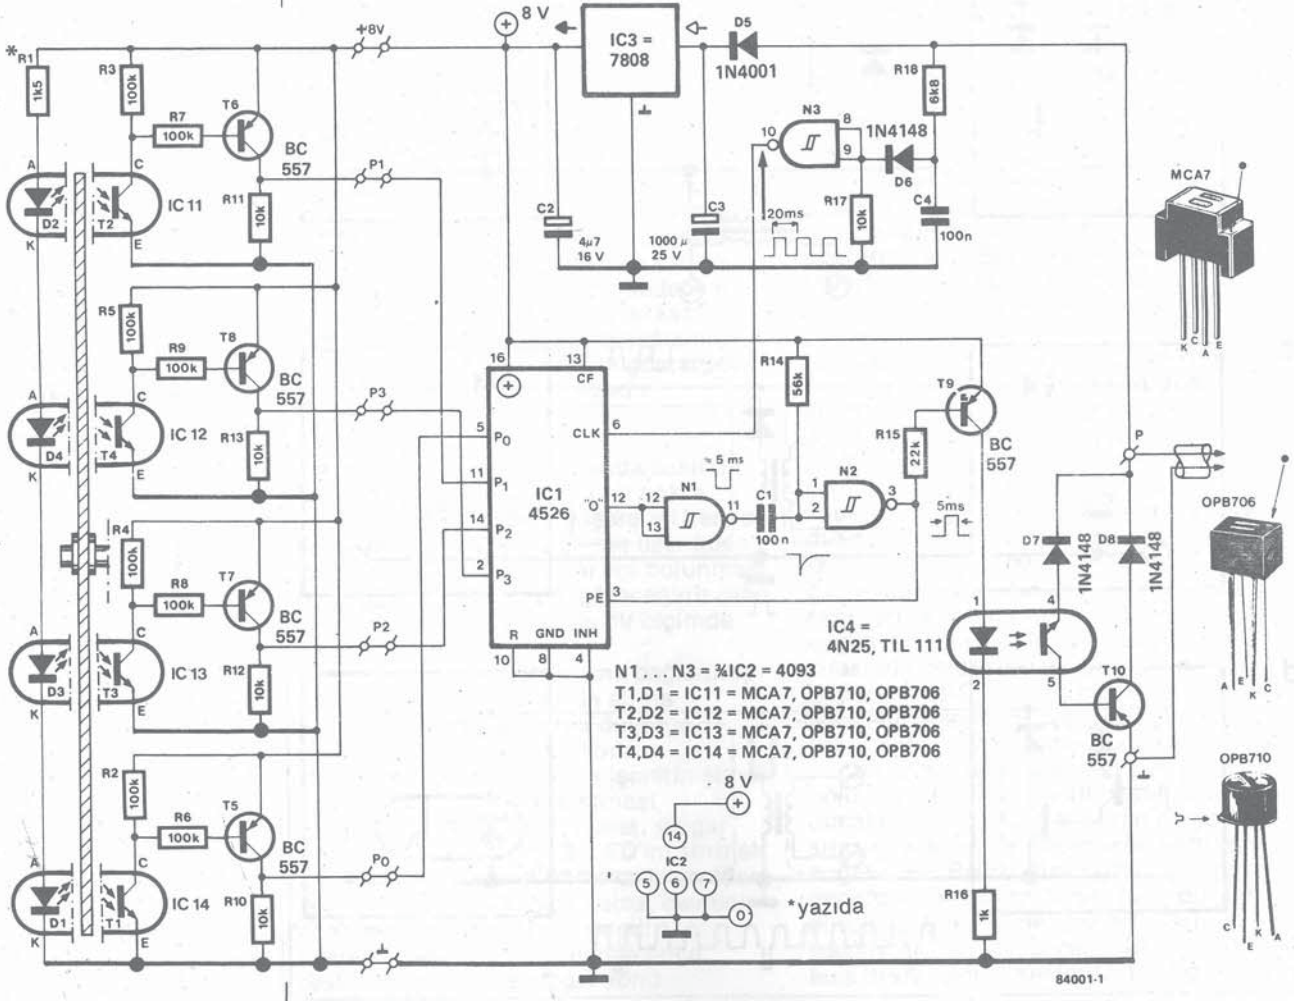 8 V
+8V
IC3 =
7808
D5
1N4001
*
R1
1k5
R3
100k
R7
100k
T6
BC
557
P1
R11
10k
A
C
D2
T2
IC 11
K
E
C2
4µ7
16 V
C3
1000 µ
25 V
R18
6k8
N3
10
8
9
1N4148
D6
R17
10k
C4
100n
20ms
MCA7
K
C
A
E
R5
100k
R9
100k
T8
BC
557
P3
R13
10k
A
C
D4
T4
IC 12
K
E
R4
100k
R8
100k
T7
BC
557
P2
R12
10k
A
C
D3
T3
IC 13
K
E
R2
100k
R6
100k
T5
BC
557
P0
R10
10k
A
C
D1
T1
IC 14
K
E
16
13
CF
5
P0
CLK
6
11
P1
IC1
4526
"O"
12
14
P2
2
P3
PE
3
R
GND
INH
10
8
4
12
13
N1
11
≈ 5 ms
C1
100n
R14
56k
1
2
N2
3
R15
22k
5ms
T9
BC
557
P
D7
1N4148
D8
1N4148
OPB706
A
E
K
C
1
4
2
5
IC4 =
4N25, TIL 111
T10
BC
557
OPB710
C
E
K
A
N1 . . . N3 = ¾IC2 = 4093
T1,D1 = IC11 = MCA7, OPB710, OPB706
T2,D2 = IC12 = MCA7, OPB710, OPB706
T3,D3 = IC13 = MCA7, OPB710, OPB706
T4,D4 = IC14 = MCA7, OPB710, OPB706
8 V
14
IC2
5
6
7
0
*yazıda
R16
1k
84001-1